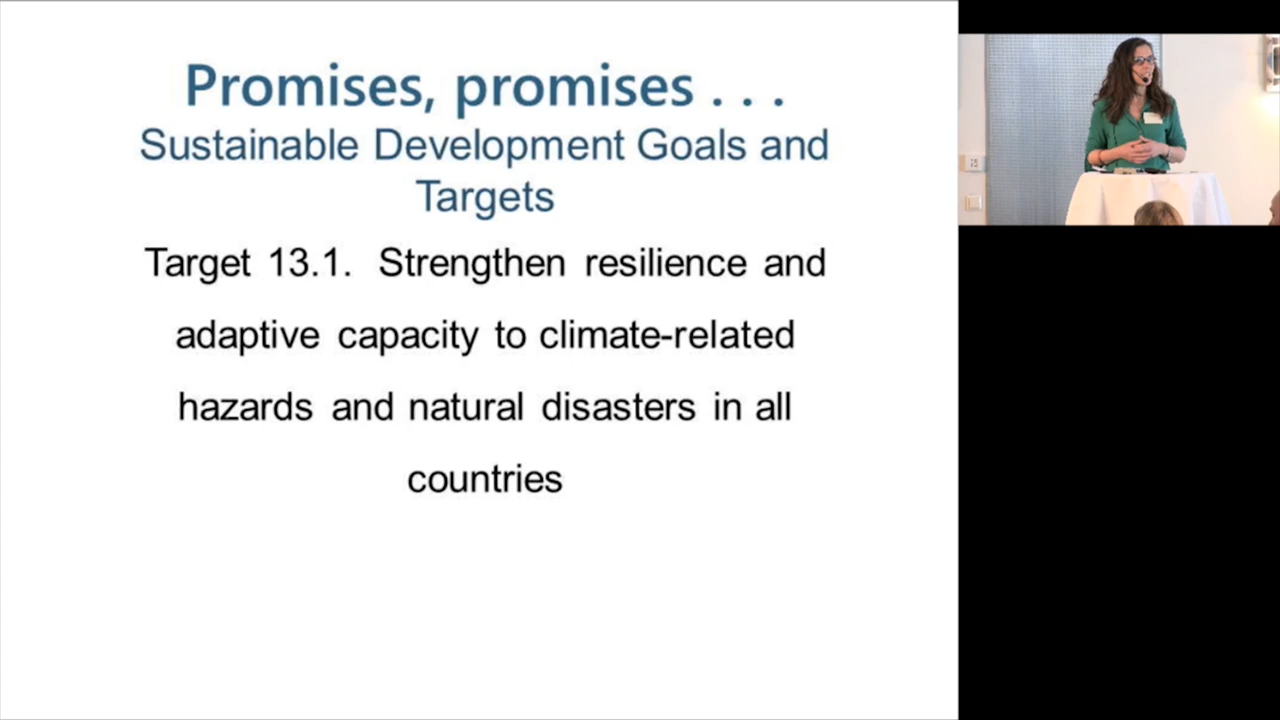 Promises, promises . . .
Sustainable Development Goals and
Targets
Target 13.1. Strengthen resilience and
adaptive capacity to climate-related
hazards and natural disasters in all
countries